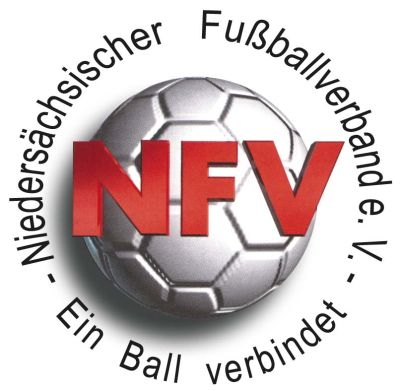 Niedersächsischer Fußballverband e. V.
NFV
- Ein Ball verbindet -